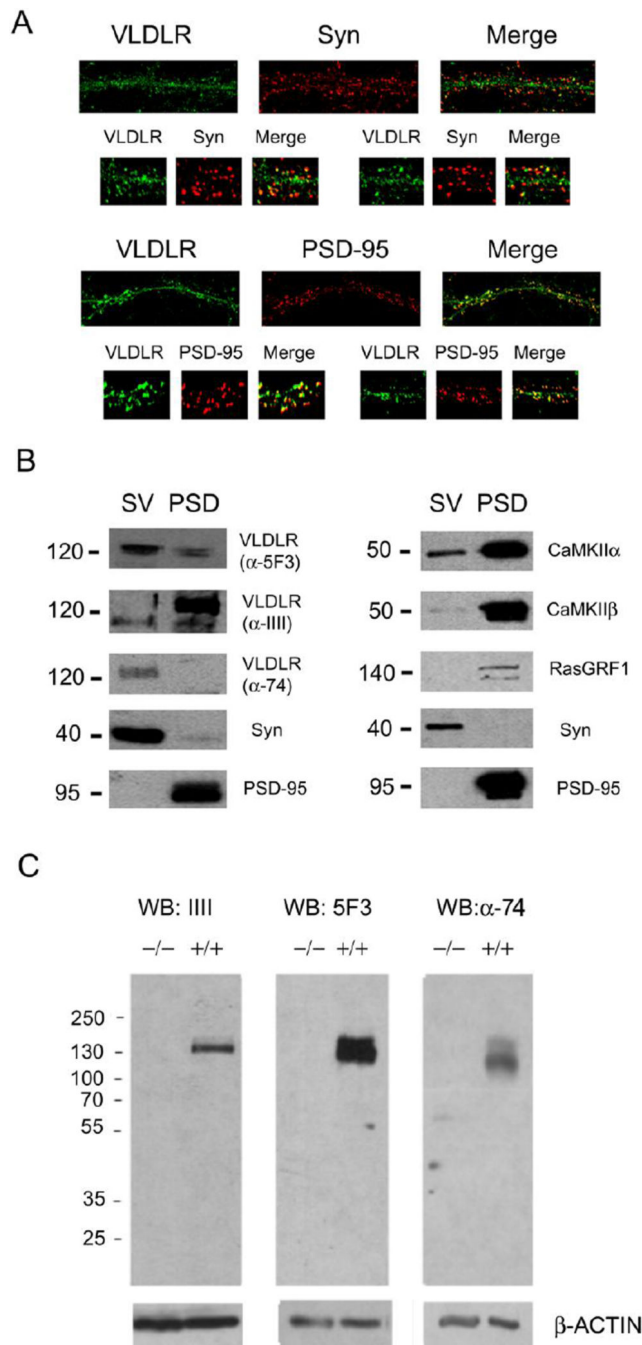 A
VLDLR Syn Merge
VLDLR Syn Merge VLDLR Syn Merge
VLDLR PSD-95 Merge
VLDLR PSD-95 Merge VLDLR PSD-95 Merge
B
SV PSD SV PSD
120 VLDLR (α-5F3) 50 CaMKIIα
120 VLDLR (α-IIII) 50 CaMKIIβ
120 VLDLR (α-74) 140 RasGRF1
40 Syn 40 Syn
95 PSD-95 95 PSD-95
C
WB: IIII WB: 5F3 WB:α-74
–/– +/+ –/– +/+ –/– +/+
250
130
100
70
55
35
25
β-ACTIN